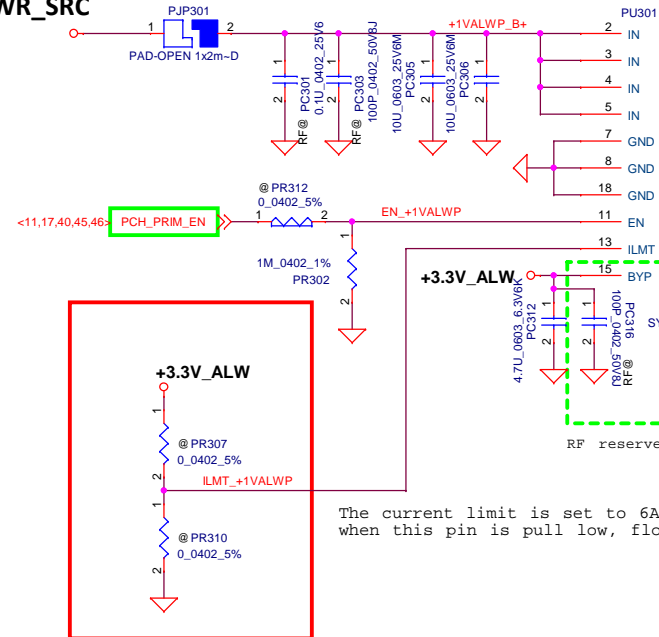 WR_SRC
PJP301
1 2
PAD-OPEN 1x2m~D
+1VALWP_B+
PU301
2 IN
3 IN
4 IN
5 IN
7 GND
8 GND
18 GND
11 EN
13 ILMT
15 BYP
1 2
RF@ PC301
0.1U_0402_25V6
1 2
RF@ PC303
100P_0402_50V8J
1 2
PC305
10U_0603_25V6M
1 2
PC306
10U_0603_25V6M
<11,17,40,45,46>
PCH_PRIM_EN
@ PR312
0_0402_5%
1 2
EN_+1VALWP
1 2
1M_0402_1%
PR302
+3.3V_ALW
1 2
4.7U_0603_6.3V6K
PC312
1 2
PC316
100P_0402_50V8J
RF@
SY
RF reserve
+3.3V_ALW
1 2
@ PR307
0_0402_5%
ILMT_+1VALWP
1 2
@ PR310
0_0402_5%
The current limit is set to 6A
when this pin is pull low, flo